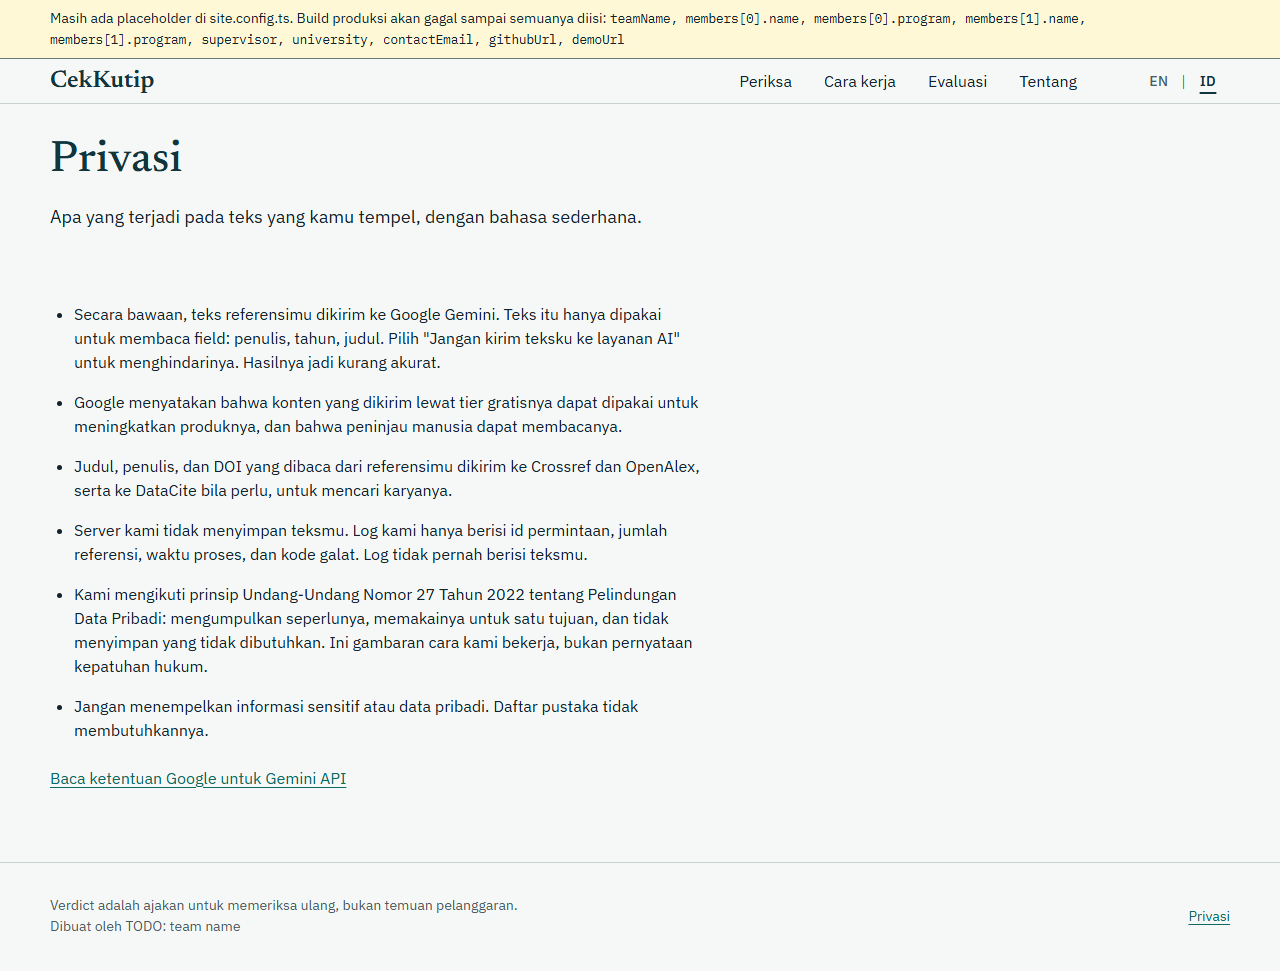 Masih ada placeholder di site.config.ts. Build produksi akan gagal sampai semuanya diisi: teamName, members[0].name, members[0].program, members[1].name,
members[1].program, supervisor, university, contactEmail, githubUrl, demoUrl
CekKutip
Periksa
Cara kerja
Evaluasi
Tentang
EN | ID
Privasi
Apa yang terjadi pada teks yang kamu tempel, dengan bahasa sederhana.
• Secara bawaan, teks referensimu dikirim ke Google Gemini. Teks itu hanya dipakai
untuk membaca field: penulis, tahun, judul. Pilih "Jangan kirim teksku ke layanan AI"
untuk menghindarinya. Hasilnya jadi kurang akurat.
• Google menyatakan bahwa konten yang dikirim lewat tier gratisnya dapat dipakai untuk
meningkatkan produknya, dan bahwa peninjau manusia dapat membacanya.
• Judul, penulis, dan DOI yang dibaca dari referensimu dikirim ke Crossref dan OpenAlex,
serta ke DataCite bila perlu, untuk mencari karyanya.
• Server kami tidak menyimpan teksmu. Log kami hanya berisi id permintaan, jumlah
referensi, waktu proses, dan kode galat. Log tidak pernah berisi teksmu.
• Kami mengikuti prinsip Undang-Undang Nomor 27 Tahun 2022 tentang Pelindungan
Data Pribadi: mengumpulkan seperlunya, memakainya untuk satu tujuan, dan tidak
menyimpan yang tidak dibutuhkan. Ini gambaran cara kami bekerja, bukan pernyataan
kepatuhan hukum.
• Jangan menempelkan informasi sensitif atau data pribadi. Daftar pustaka tidak
membutuhkannya.
Baca ketentuan Google untuk Gemini API
Verdict adalah ajakan untuk memeriksa ulang, bukan temuan pelanggaran.
Dibuat oleh TODO: team name
Privasi